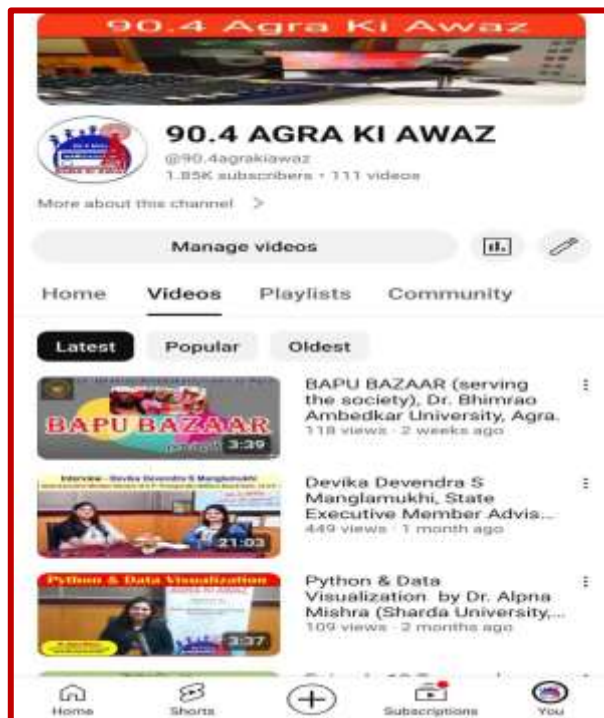 90.4 Agra Ki Awaz
90.4 AGRA KI AWAZ
@90.4agrakiawaz
1.85K subscribers • 111 videos
More about this channel >
Manage videos
Home Videos Playlists Community
Latest Popular Oldest
BAPU BAZAAR
3:39
BAPU BAZAAR (serving
the society), Dr. Bhimrao
Ambedkar University, Agra.
118 views · 2 weeks ago
Interview - Devika Devendra S Manglamukhi
21:03
Devika Devendra S
Manglamukhi, State
Executive Member Advis...
449 views · 1 month ago
Python & Data Visualization
3:37
Python & Data
Visualization by Dr. Alpna
Mishra (Sharda University,...
109 views · 2 months ago
Home Shorts Subscriptions You